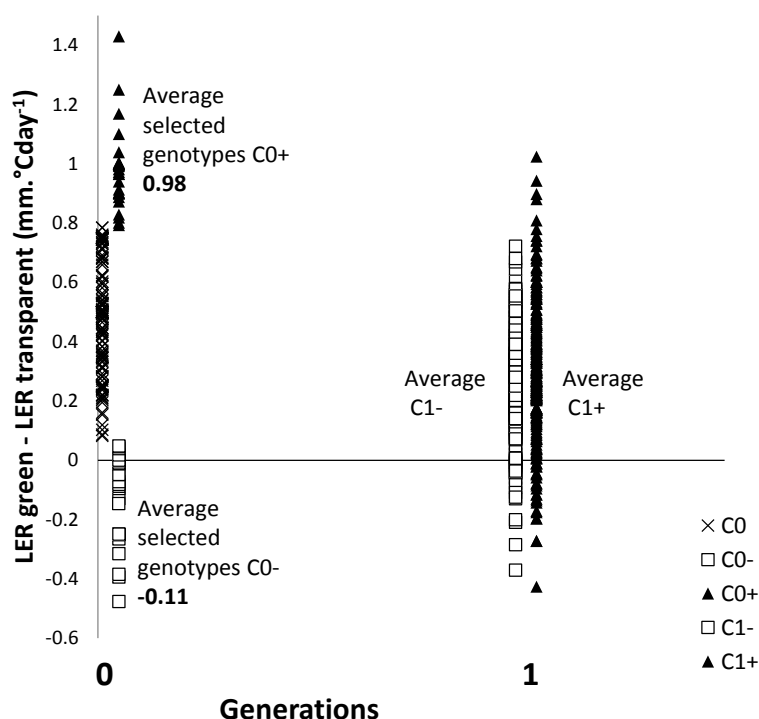 LER green - LER transparent (mm.°Cday-1)
1.4
1.2
1
0.8
0.6
0.4
0.2
0
-0.2
-0.4
-0.6
Average
selected
genotypes C0+
0.98
Average
selected
genotypes C0-
-0.11
Average
C1-
Average
C1+
C0
C0-
C0+
C1-
C1+
0
1
Generations